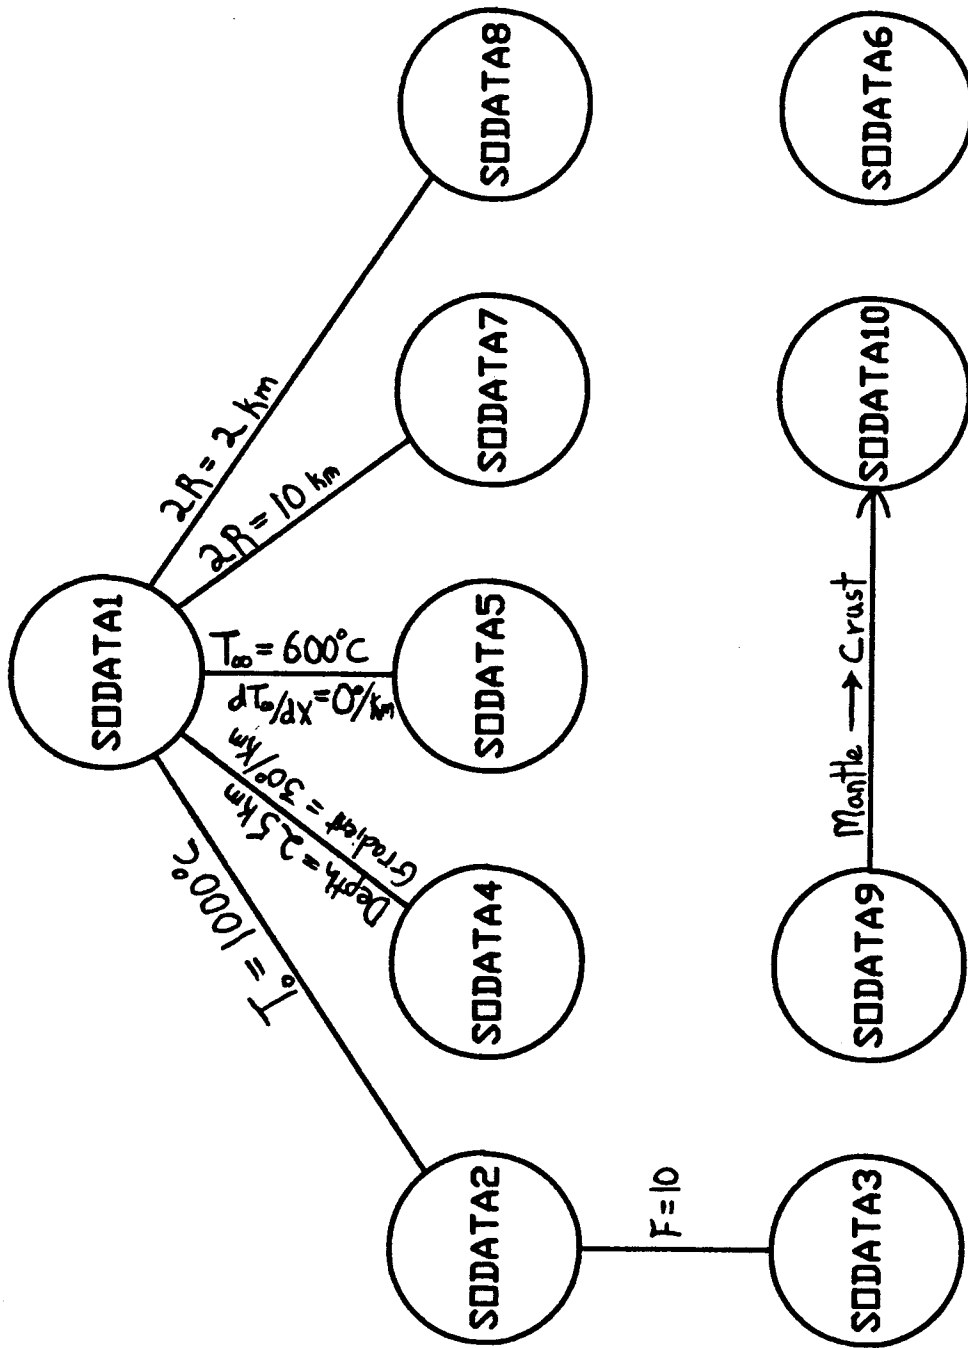 SODATA1
T₀ = 1000°C
Depth = 2.5 km
Gradient = 30°/km
T∞ = 600°C
dT∞/dX = 0°/km
2R = 10 km
2R = 2 km
SODATA2
SODATA4
SODATA5
SODATA7
SODATA8
F = 10
Mantle → Crust
SODATA3
SODATA9
SODATA10
SODATA6